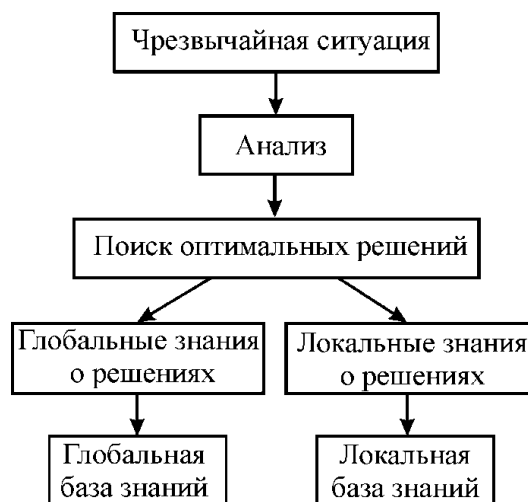 Чрезвычайная ситуация
Анализ
Поиск оптимальных решений
Глобальные знания
о решениях
Локальные знания
о решениях
Глобальная
база знаний
Локальная
база знаний